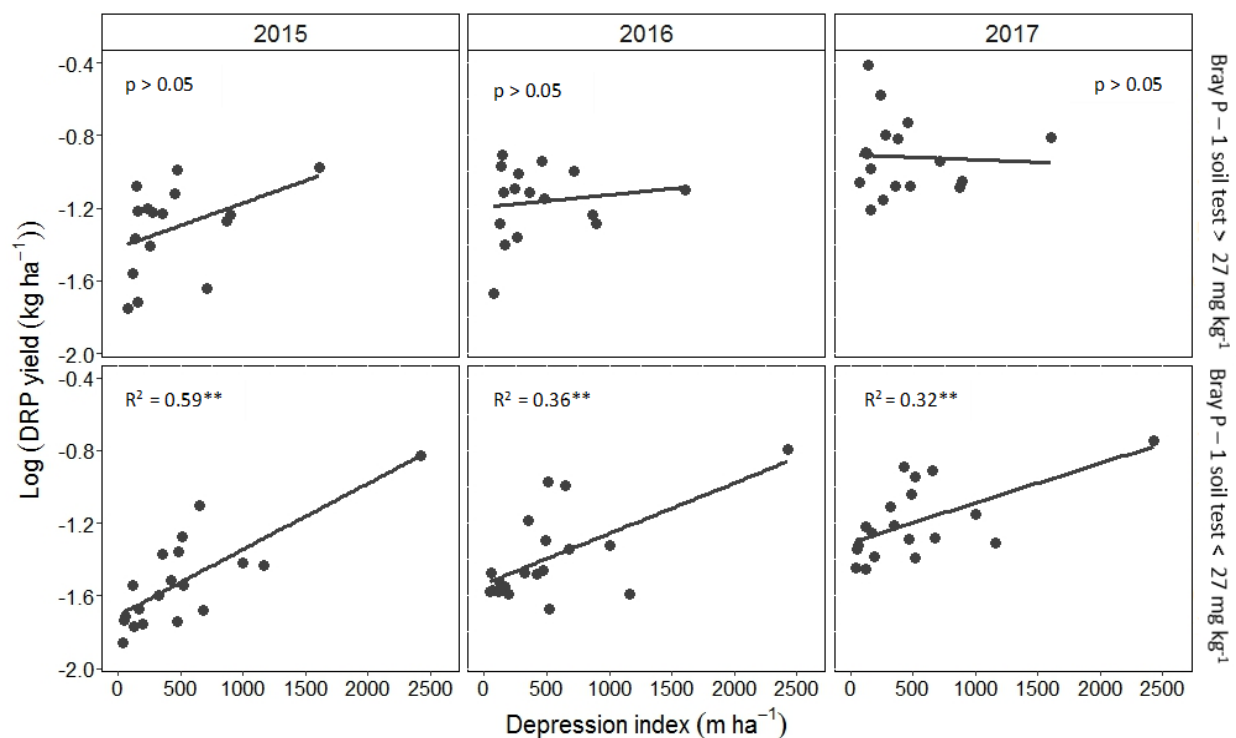 2015 2016 2017
Log (DRP yield (kg ha⁻¹))
-0.4
-0.8
-1.2
-1.6
-2.0
p > 0.05
p > 0.05
p > 0.05
Bray P – 1 soil test > 27 mg kg⁻¹
-0.4
-0.8
-1.2
-1.6
-2.0
R² = 0.59**
R² = 0.36**
R² = 0.32**
Bray P – 1 soil test < 27 mg kg⁻¹
0 500 1000 1500 2000 2500 0 500 1000 1500 2000 2500 0 500 1000 1500 2000 2500
Depression index (m ha⁻¹)